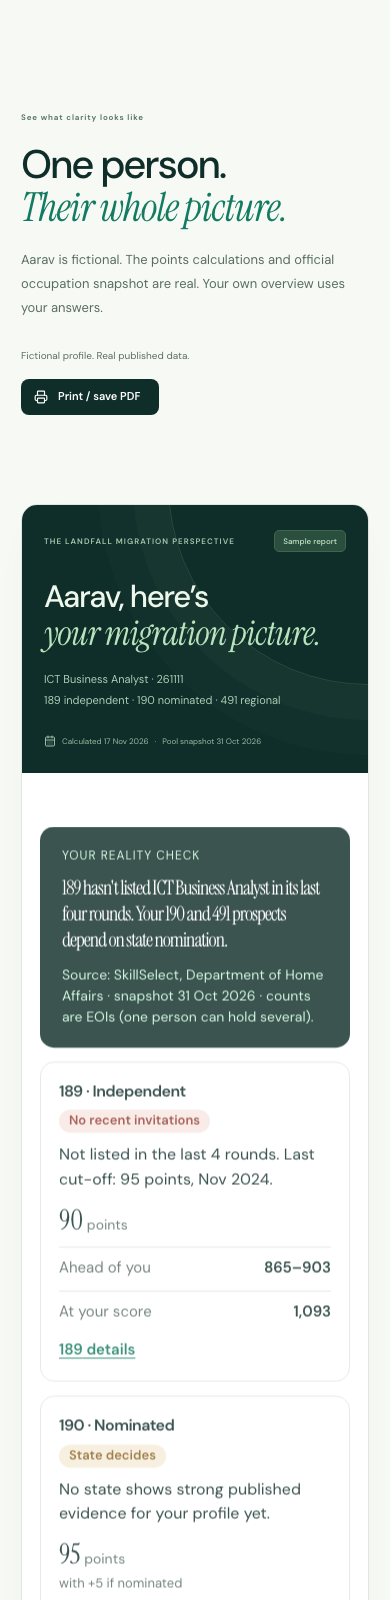 See what clarity looks like
One person.
Their whole picture.
Aarav is fictional. The points calculations and official
occupation snapshot are real. Your own overview uses
your answers.
Fictional profile. Real published data.
Print / save PDF
THE LANDFALL MIGRATION PERSPECTIVE
Sample report
Aarav, here's
your migration picture.
ICT Business Analyst · 261111
189 independent · 190 nominated · 491 regional
Calculated 17 Nov 2026 · Pool snapshot 31 Oct 2026
YOUR REALITY CHECK
189 hasn't listed ICT Business Analyst in its last
four rounds. Your 190 and 491 prospects
depend on state nomination.
Source: SkillSelect, Department of Home
Affairs · snapshot 31 Oct 2026 · counts
are EOIs (one person can hold several).
189 · Independent
No recent invitations
Not listed in the last 4 rounds. Last
cut-off: 95 points, Nov 2024.
90 points
Ahead of you 865–903
At your score 1,093
189 details
190 · Nominated
State decides
No state shows strong published
evidence for your profile yet.
95 points
with +5 if nominated